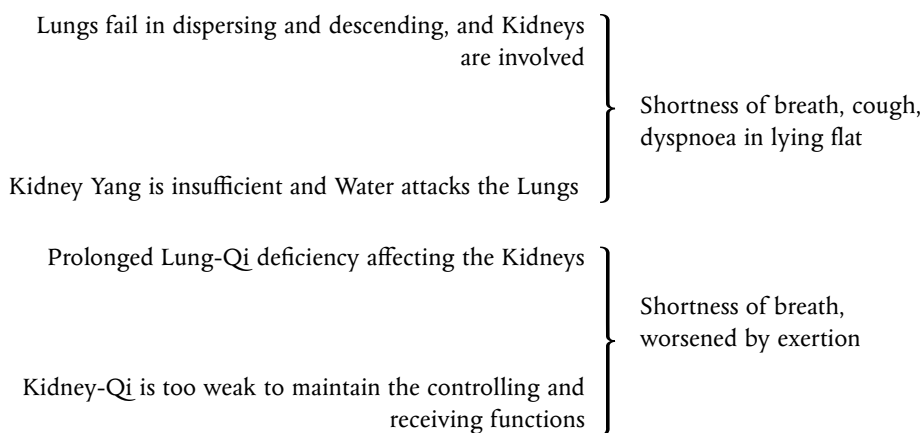 Lungs fail in dispersing and descending, and Kidneys
are involved
Shortness of breath, cough,
dyspnoea in lying flat
Kidney Yang is insufficient and Water attacks the Lungs
Prolonged Lung-Qi deficiency affecting the Kidneys
Shortness of breath,
worsened by exertion
Kidney-Qi is too weak to maintain the controlling and
receiving functions